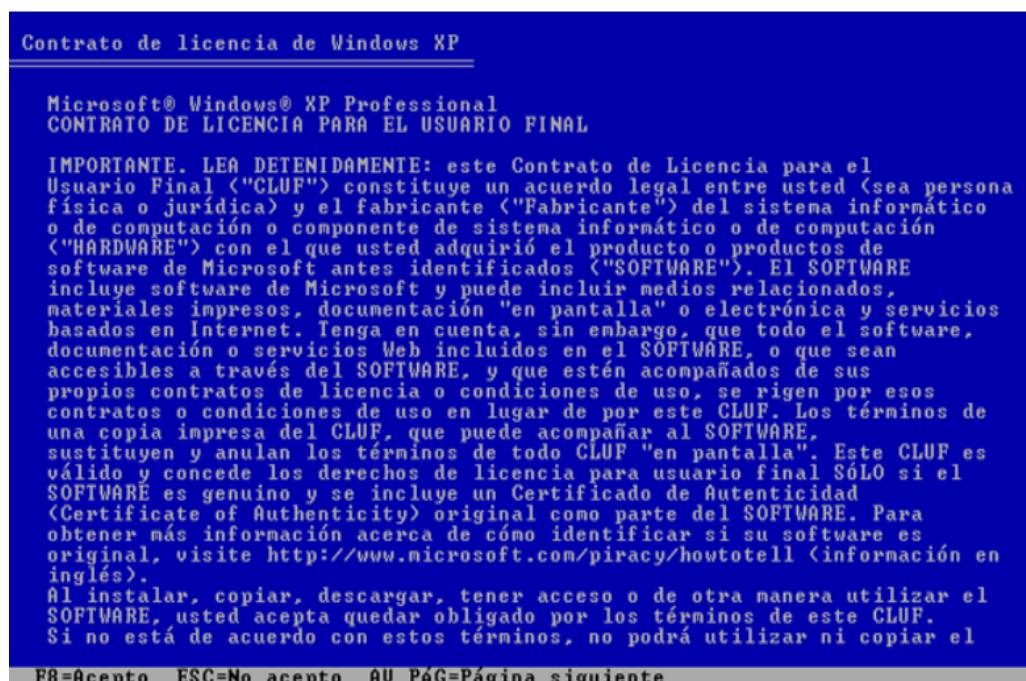 Contrato de licencia de Windows XP
Microsoft® Windows® XP Professional
CONTRATO DE LICENCIA PARA EL USUARIO FINAL
IMPORTANTE. LEA DETENIDAMENTE: este Contrato de Licencia para el
Usuario Final ("CLUF") constituye un acuerdo legal entre usted (sea persona
física o jurídica) y el fabricante ("Fabricante") del sistema informático
o de computación o componente de sistema informático o de computación
("HARDWARE") con el que usted adquirió el producto o productos de
software de Microsoft antes identificados ("SOFTWARE"). El SOFTWARE
incluye software de Microsoft y puede incluir medios relacionados,
materiales impresos, documentación "en pantalla" o electrónica y servicios
basados en Internet. Tenga en cuenta, sin embargo, que todo el software,
documentación o servicios Web incluidos en el SOFTWARE, o que sean
accesibles a través del SOFTWARE, y que estén acompañados de sus
propios contratos de licencia o condiciones de uso, se rigen por esos
contratos o condiciones de uso en lugar de por este CLUF. Los términos de
una copia impresa del CLUF, que puede acompañar al SOFTWARE,
sustituyen y anulan los términos de todo CLUF "en pantalla". Este CLUF es
válido y concede los derechos de licencia para usuario final SóLO si el
SOFTWARE es genuino y se incluye un Certificado de Autenticidad
(Certificate of Authenticity) original como parte del SOFTWARE. Para
obtener más información acerca de cómo identificar si su software es
original, visite http://www.microsoft.com/piracy/howtotell (información en
inglés).
Al instalar, copiar, descargar, tener acceso o de otra manera utilizar el
SOFTWARE, usted acepta quedar obligado por los términos de este CLUF.
Si no está de acuerdo con estos términos, no podrá utilizar ni copiar el
F8=Acepto ESC=No acepto AV PáG=Página siguiente